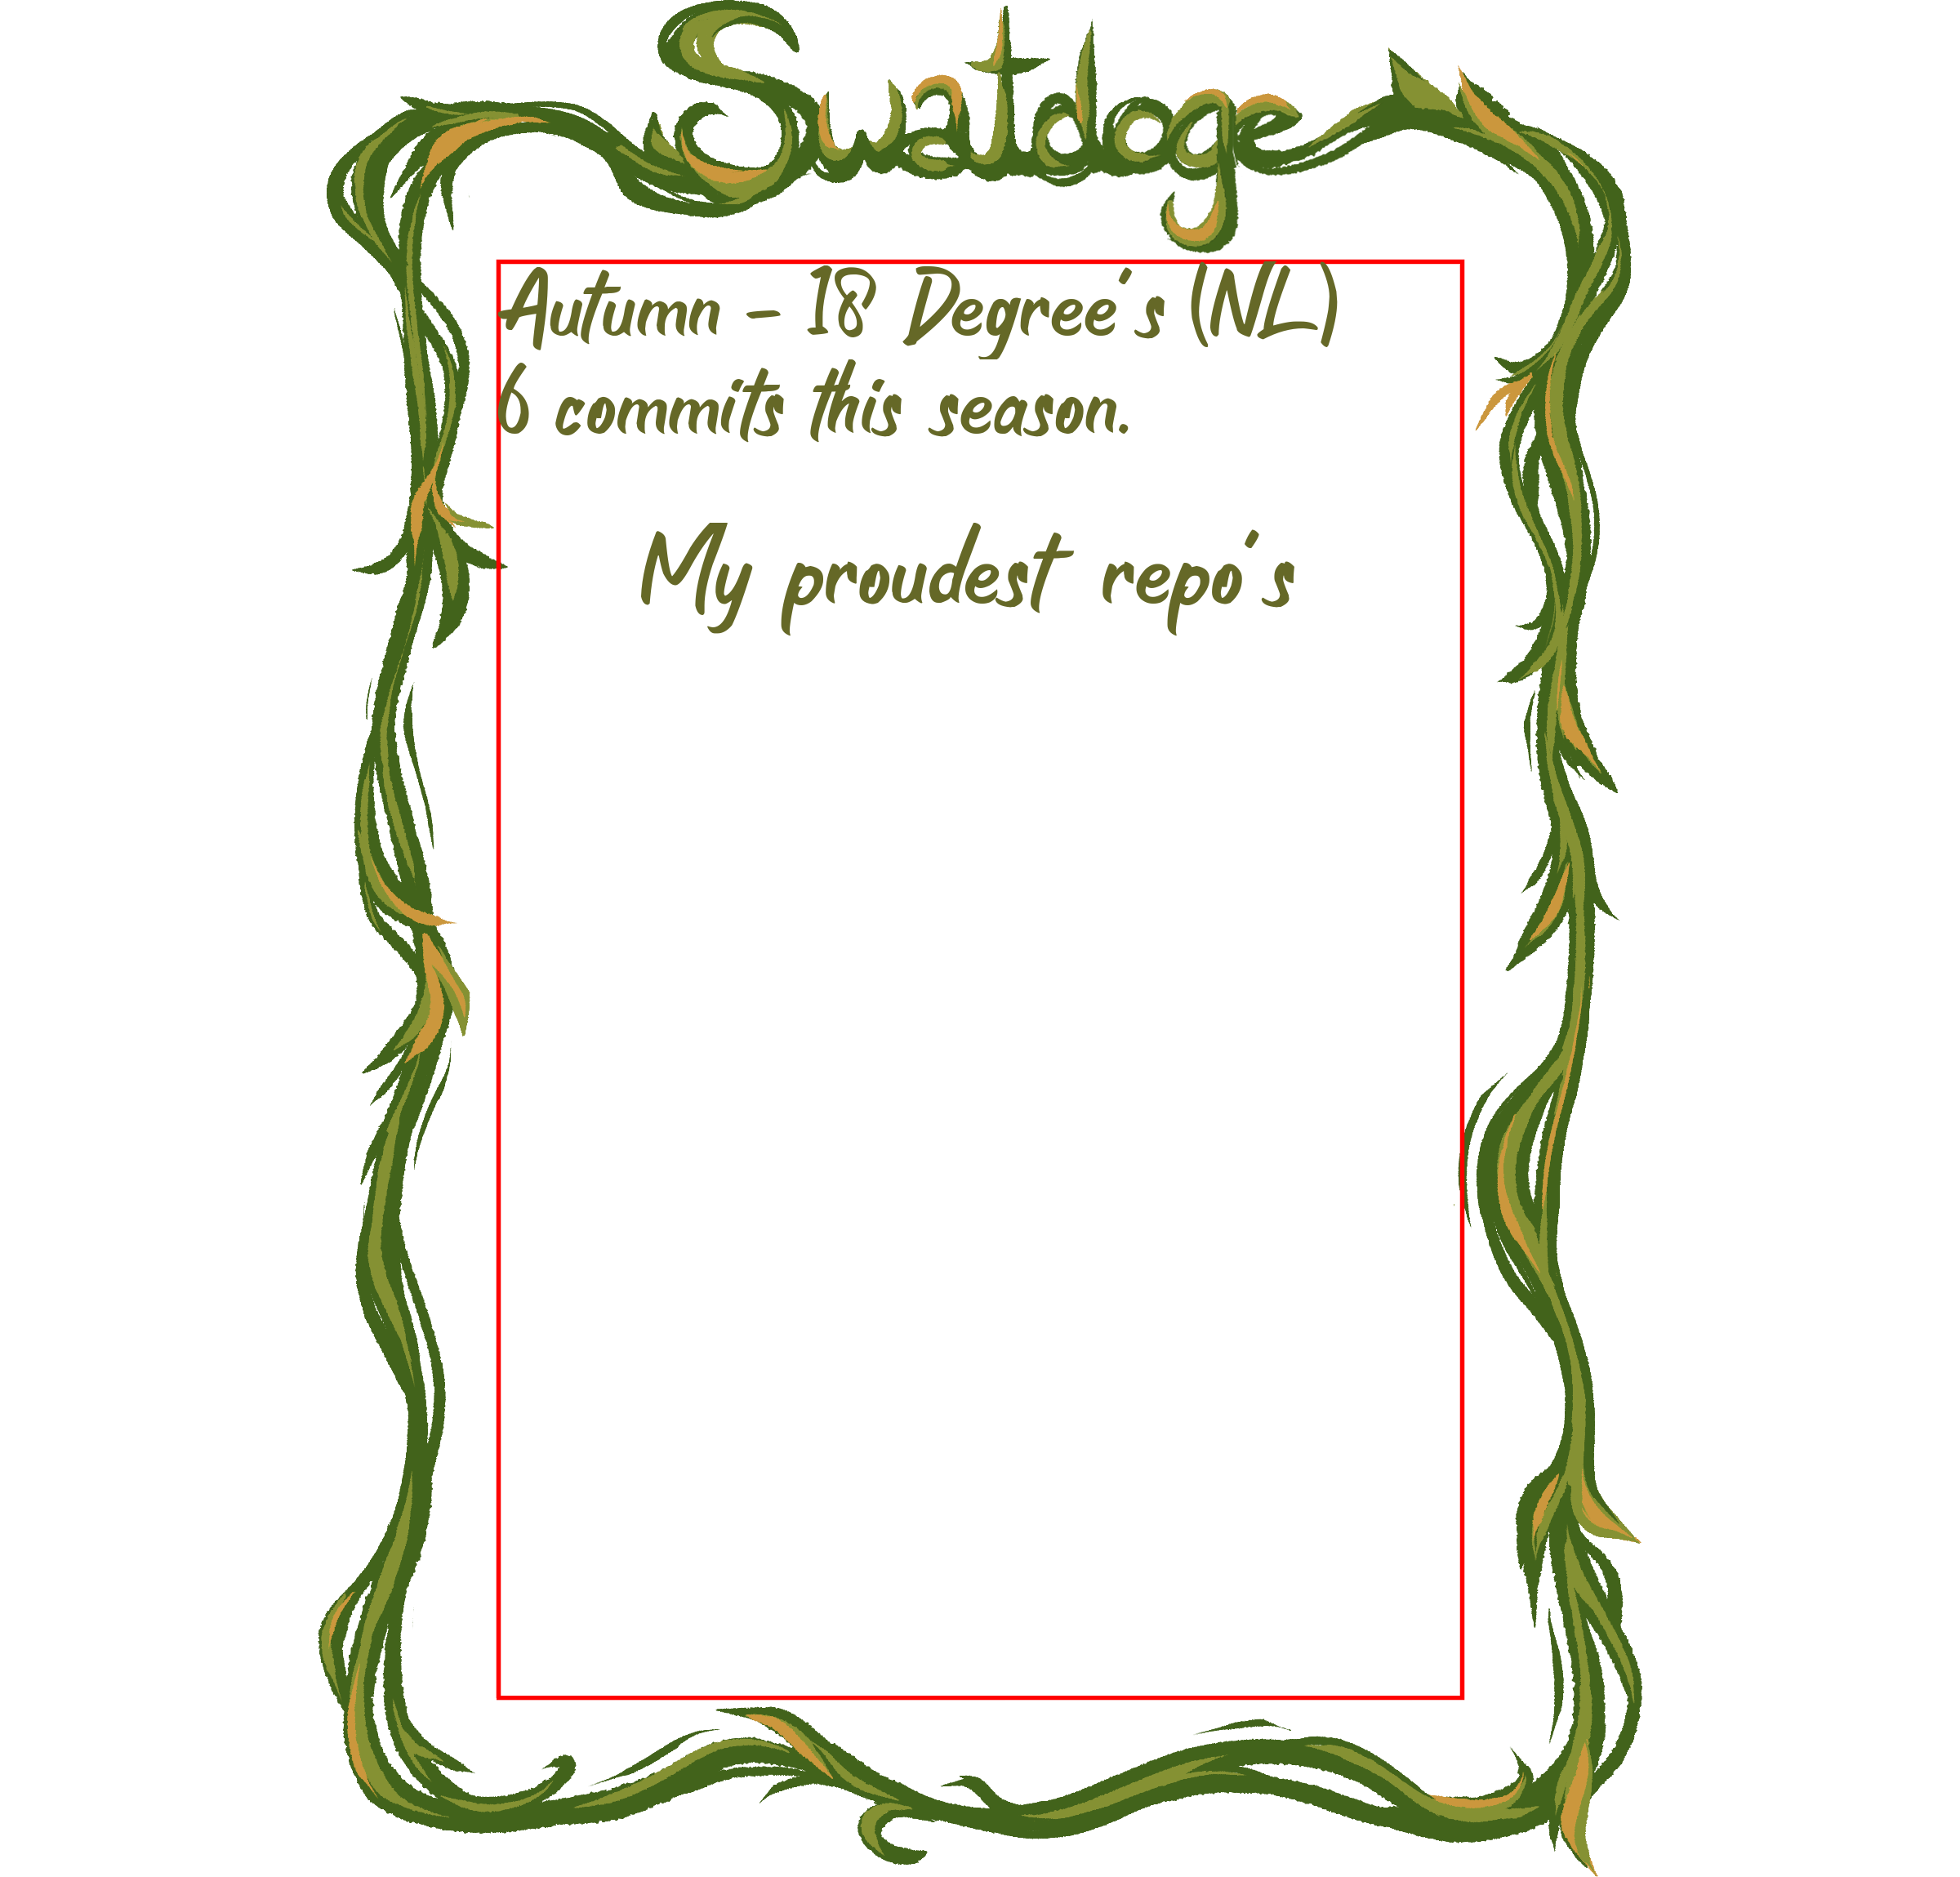 Swatdoge
Autumn - 18 Degree's (NL)
6 commits this season.
My proudest repo's